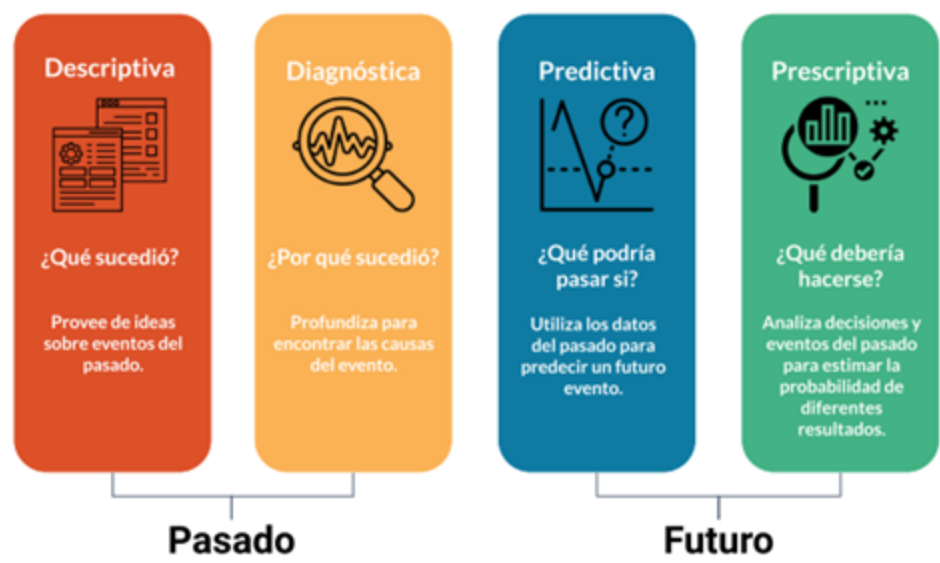 Descriptiva
¿Qué sucedió?
Provee de ideas
sobre eventos del
pasado.
Diagnóstica
¿Por qué sucedió?
Profundiza para
encontrar las causas
del evento.
Predictiva
?
¿Qué podría
pasar si?
Utiliza los datos
del pasado para
predecir un futuro
evento.
Prescriptiva
¿Qué debería
hacerse?
Analiza decisiones y
eventos del pasado
para estimar la
probabilidad de
diferentes
resultados.
Pasado
Futuro